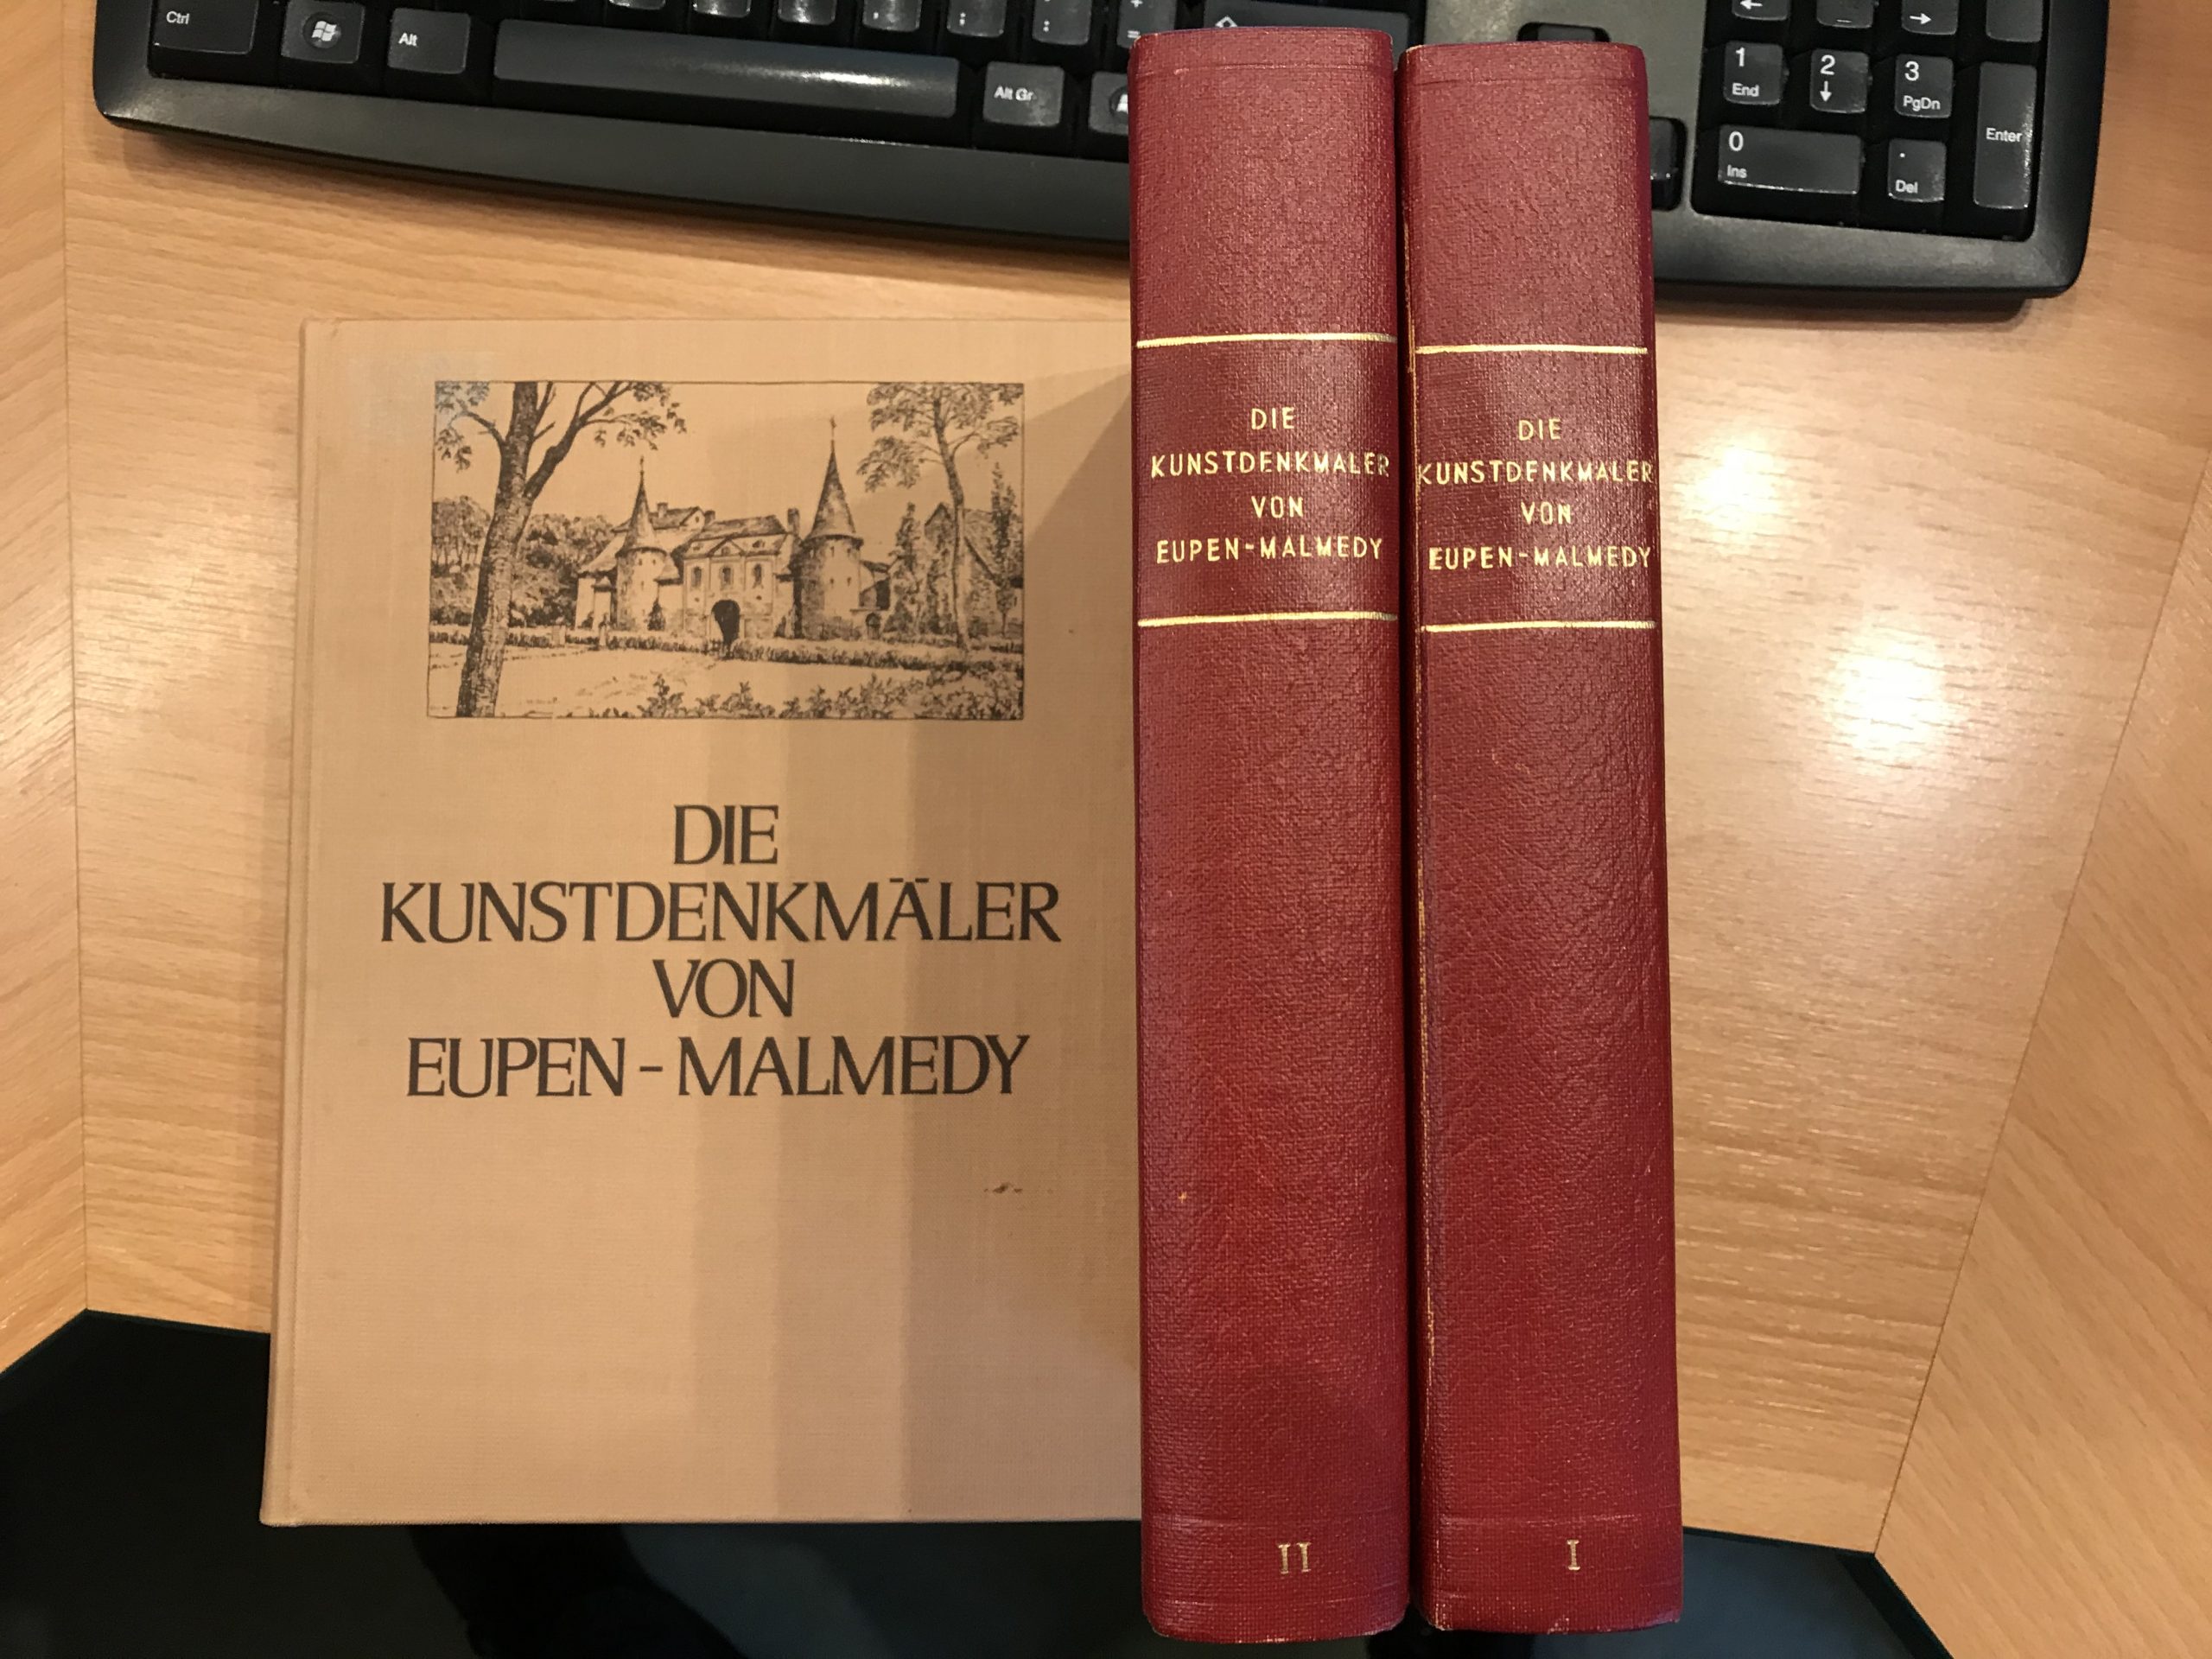 Ctrl
Alt
Alt Gr
1
End
2
↓
3
PgDn
0
Ins
.
Del
Enter
←
→
DIE
KUNSTDENKMÄLER
VON
EUPEN-MALMEDY
DIE
KUNSTDENKMALER
VON
EUPEN-MALMEDY
II
DIE
KUNSTDENKMALER
VON
EUPEN-MALMEDY
I